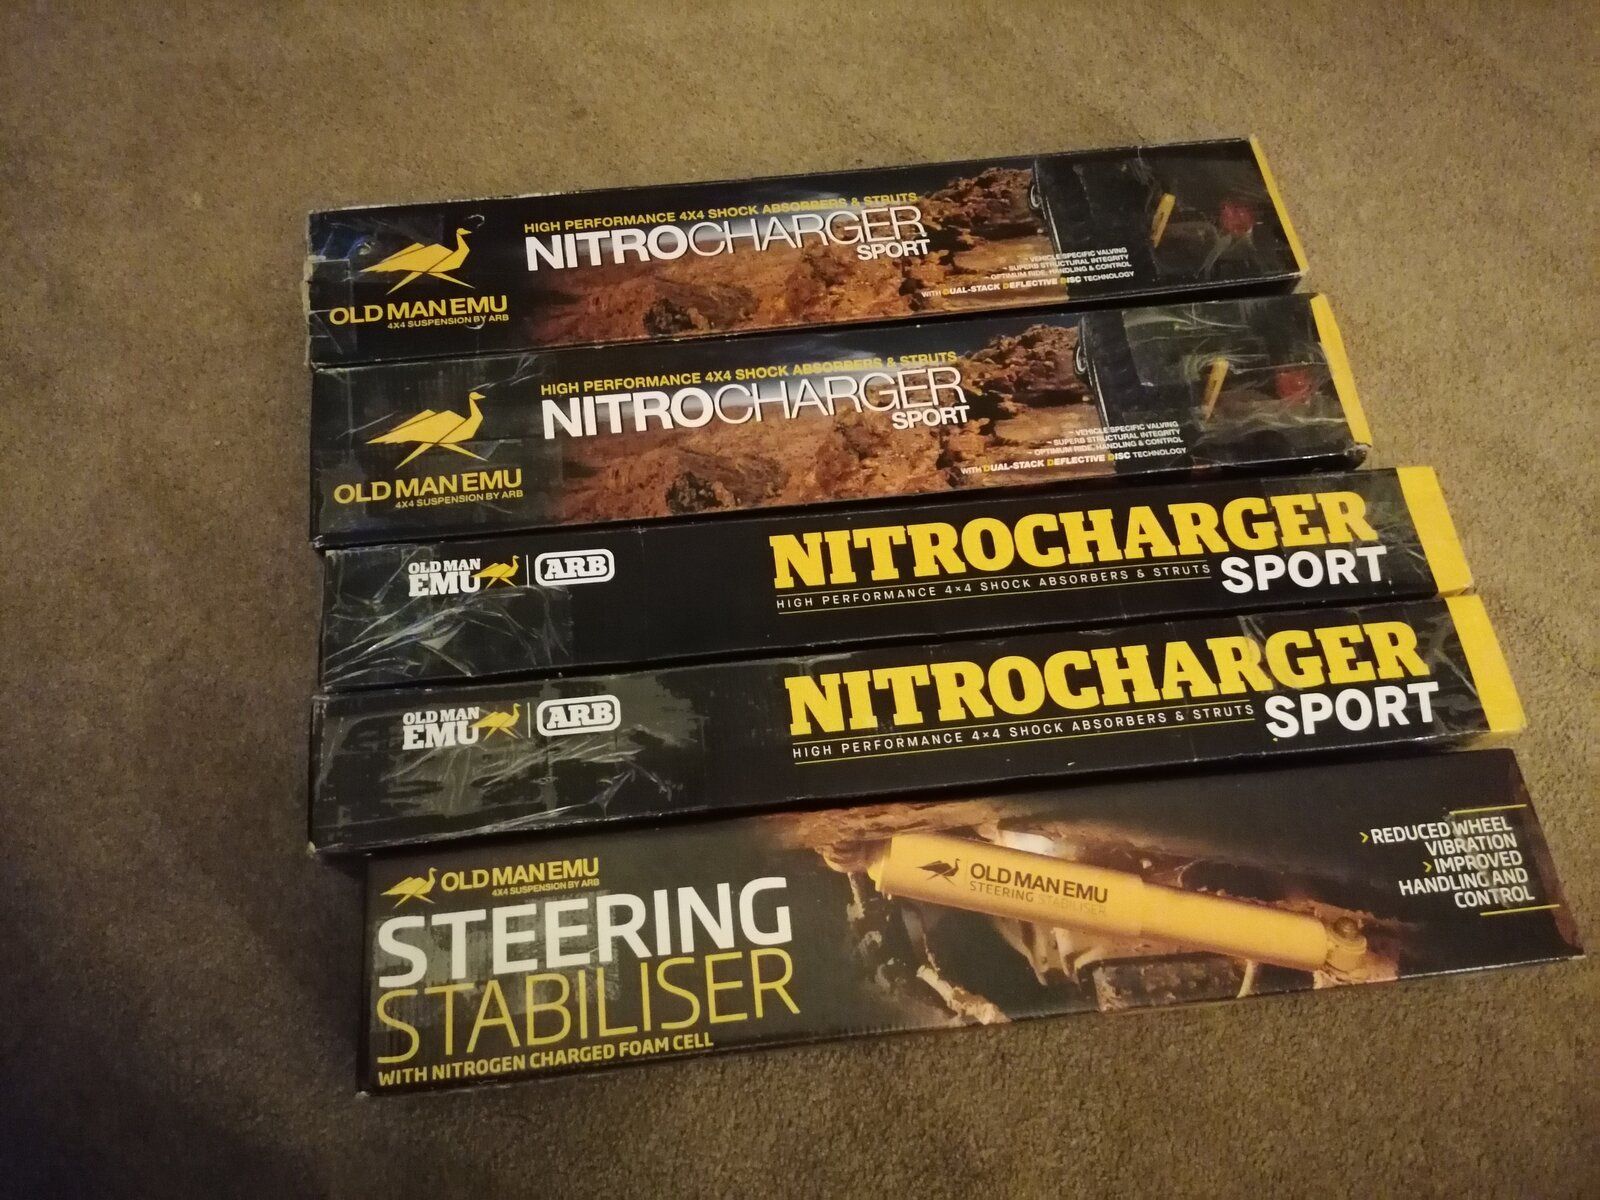 HIGH PERFORMANCE 4X4 SHOCK ABSORBERS & STRUTS
NITROCHARGER
SPORT
OLD MAN EMU
4X4 SUSPENSION BY ARB
~ VEHICLE SPECIFIC VALVING
~ SUPERB STRUCTURAL INTEGRITY
~ OPTIMUM RIDE, HANDLING & CONTROL
WITH DUAL-STACK DEFLECTIVE DISC TECHNOLOGY
HIGH PERFORMANCE 4X4 SHOCK ABSORBERS & STRUTS
NITROCHARGER
SPORT
OLD MAN EMU
4X4 SUSPENSION BY ARB
~ VEHICLE SPECIFIC VALVING
~ SUPERB STRUCTURAL INTEGRITY
~ OPTIMUM RIDE, HANDLING & CONTROL
WITH DUAL-STACK DEFLECTIVE DISC TECHNOLOGY
OLD MAN
EMU
ARB
NITROCHARGER
HIGH PERFORMANCE 4×4 SHOCK ABSORBERS & STRUTS
SPORT
OLD MAN
EMU
ARB
NITROCHARGER
HIGH PERFORMANCE 4×4 SHOCK ABSORBERS & STRUTS
SPORT
OLD MAN EMU
4X4 SUSPENSION BY ARB
STEERING
STABILISER
WITH NITROGEN CHARGED FOAM CELL
OLD MAN EMU
STEERING STABILISER
> REDUCED WHEEL
VIBRATION
> IMPROVED
HANDLING AND
CONTROL